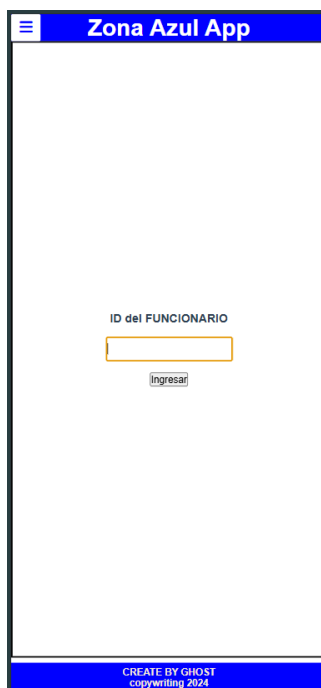 Zona Azul App
ID del FUNCIONARIO
Ingresar
CREATE BY GHOST
copywriting 2024